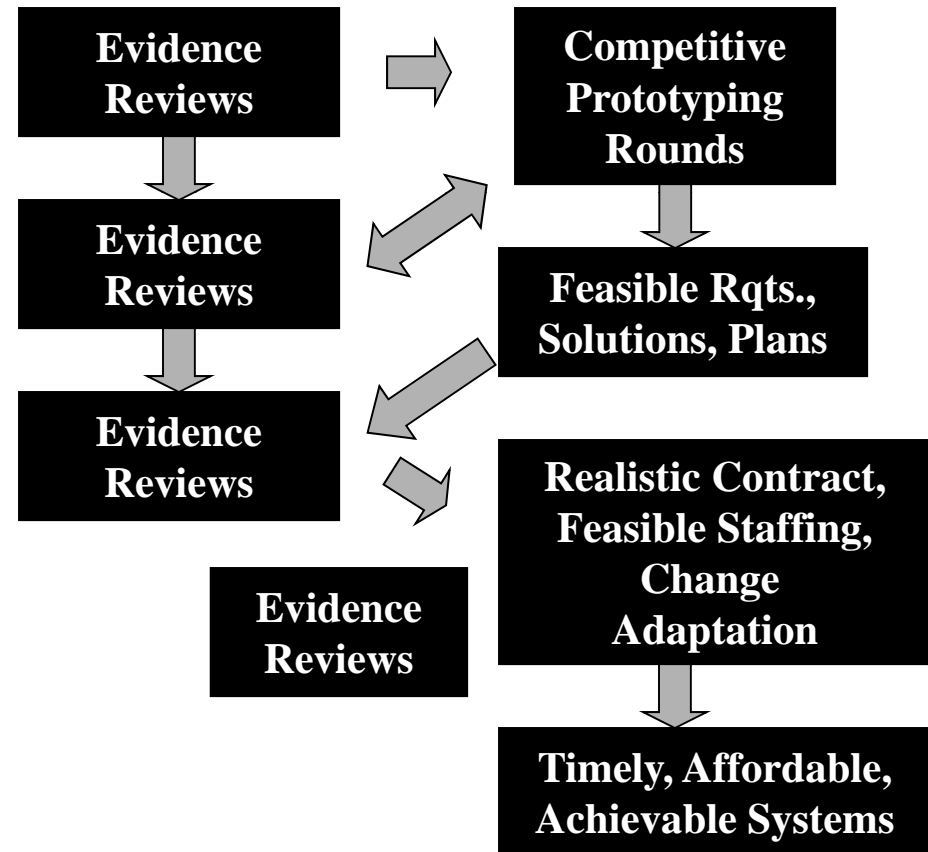 Evidence
Reviews
Competitive
Prototyping
Rounds
Evidence
Reviews
Feasible Rqts.,
Solutions, Plans
Evidence
Reviews
Realistic Contract,
Feasible Staffing,
Change
Adaptation
Evidence
Reviews
Timely, Affordable,
Achievable Systems